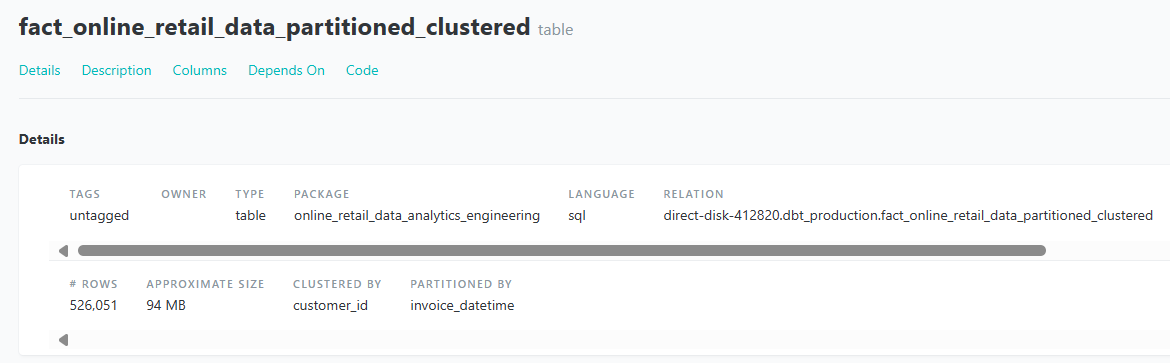 fact_online_retail_data_partitioned_clustered table
Details Description Columns Depends On Code
Details
TAGS OWNER TYPE PACKAGE LANGUAGE RELATION
untagged table online_retail_data_analytics_engineering sql direct-disk-412820.dbt_production.fact_online_retail_data_partitioned_clustered
# ROWS APPROXIMATE SIZE CLUSTERED BY PARTITIONED BY
526,051 94 MB customer_id invoice_datetime